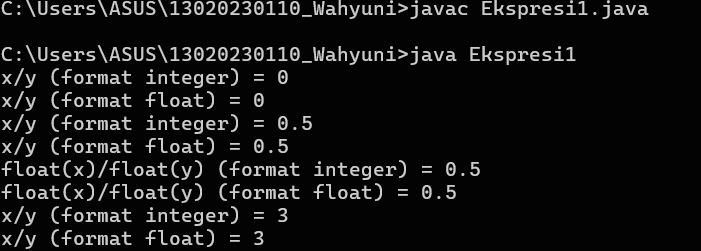 C:\Users\ASUS\13020230110_Wahyuni>javac Ekspresi1.java
C:\Users\ASUS\13020230110_Wahyuni>java Ekspresi1
x/y (format integer) = 0
x/y (format float) = 0
x/y (format integer) = 0.5
x/y (format float) = 0.5
float(x)/float(y) (format integer) = 0.5
float(x)/float(y) (format float) = 0.5
x/y (format integer) = 3
x/y (format float) = 3